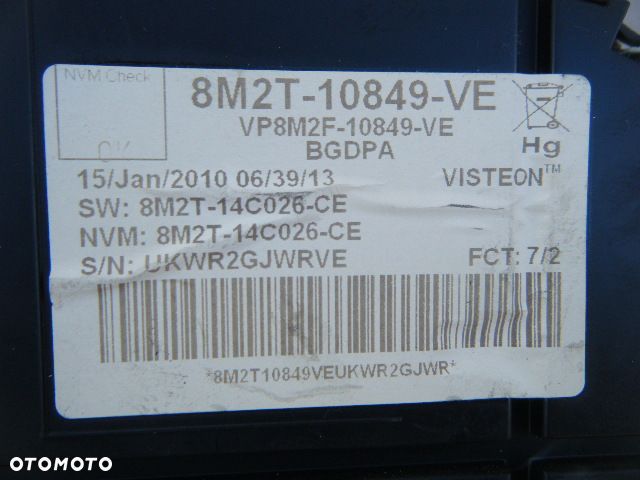 NVM Check
OK
8M2T-10849-VE
VP8M2F-10849-VE
BGDPA
Hg
15/Jan/2010 06/39/13
VISTEON™
SW: 8M2T-14C026-CE
NVM: 8M2T-14C026-CE
S/N: UKWR2GJWRVE
FCT: 7/2
*8M2T10849VEUKWR2GJWR*
OTOMOTO